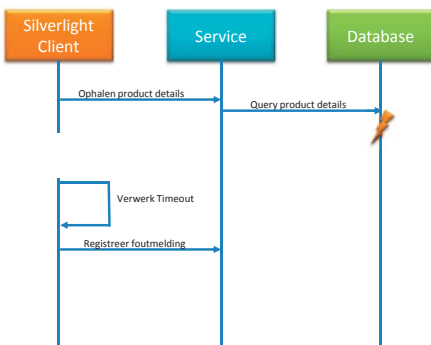 Silverlight
Client
Service
Database
Ophalen product details
Query product details
Verwerk Timeout
Registreer foutmelding